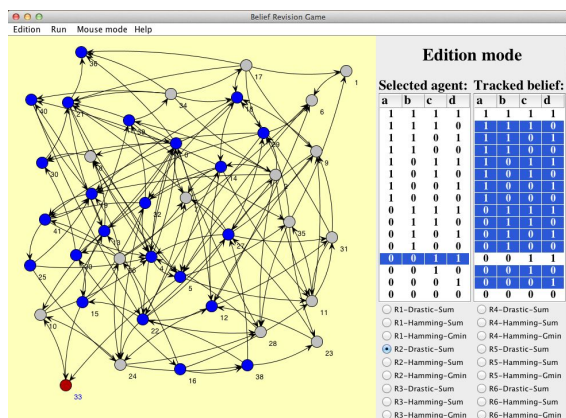 Belief Revision Game
Edition Run Mouse mode Help
36
17
1
34
40
21
18
6
39
29
9
30
14
19
32
41
13
27
35
31
4
25
5
15
12
11
10
22
28
23
24
16
38
33
Edition mode
Selected agent: Tracked belief:
a b c d a b c d
1 1 1 1 1 1 1 1
1 1 1 0 1 1 1 0
1 1 0 1 1 1 0 1
1 1 0 0 1 1 0 0
1 0 1 1 1 0 1 1
1 0 1 0 1 0 1 0
1 0 0 1 1 0 0 1
1 0 0 0 1 0 0 0
0 1 1 1 0 1 1 1
0 1 1 0 0 1 1 0
0 1 0 1 0 1 0 1
0 1 0 0 0 1 0 0
0 0 1 1 0 0 1 1
0 0 1 0 0 0 1 0
0 0 0 1 0 0 0 1
0 0 0 0 0 0 0 0
R1-Drastic-Sum R4-Drastic-Sum
R1-Hamming-Sum R4-Hamming-Sum
R1-Hamming-Gmin R4-Hamming-Gmin
R2-Drastic-Sum R5-Drastic-Sum
R2-Hamming-Sum R5-Hamming-Sum
R2-Hamming-Gmin R5-Hamming-Gmin
R3-Drastic-Sum R6-Drastic-Sum
R3-Hamming-Sum R6-Hamming-Sum
R3-Hamming-Gmin R6-Hamming-Gmin